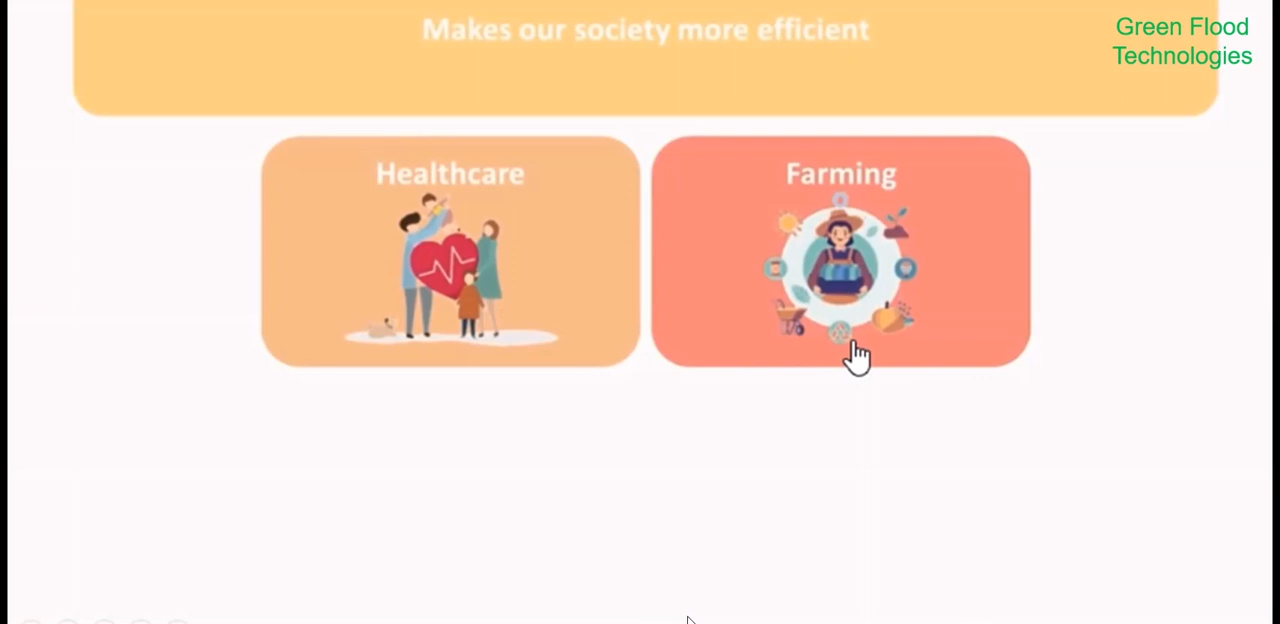 Makes our society more efficient
Green Flood
Technologies
Healthcare
Farming